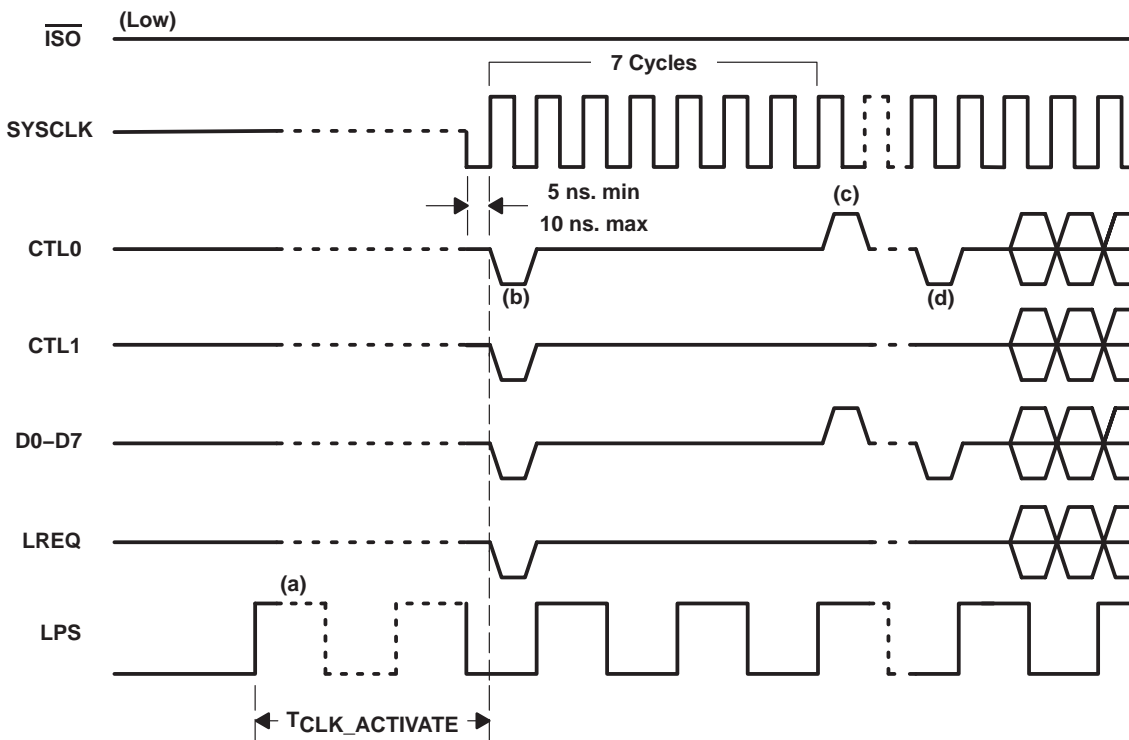 (Low)
ISO
7 Cycles
SYSCLK
5 ns. min
10 ns. max
(c)
CTL0
(b)
(d)
CTL1
D0–D7
LREQ
(a)
LPS
TCLK_ACTIVATE